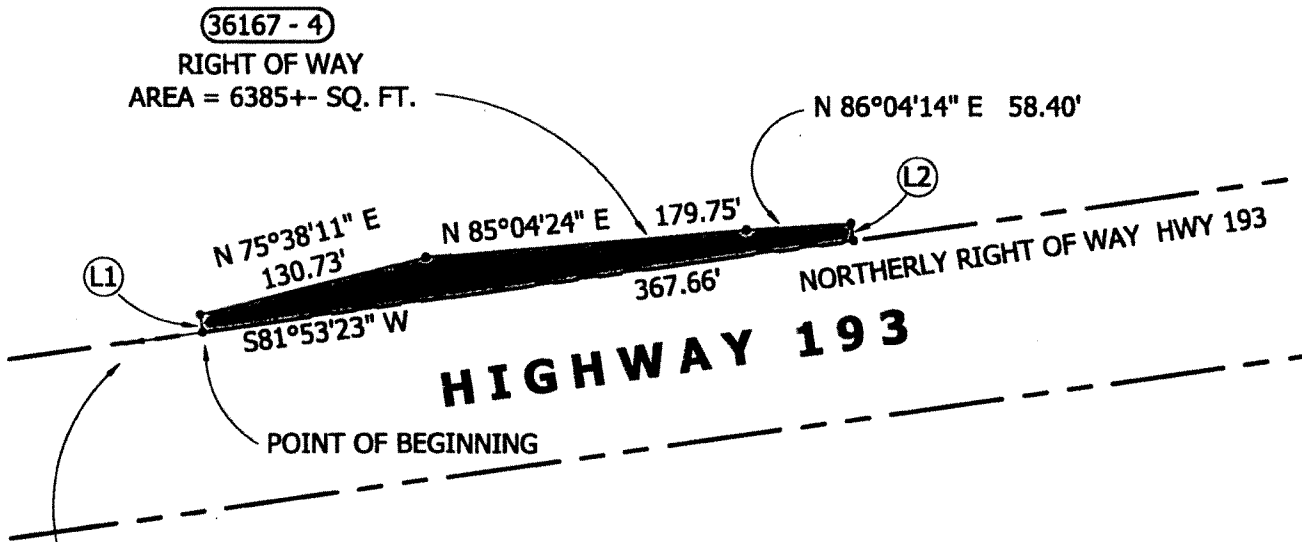 36167 - 4
RIGHT OF WAY
AREA = 6385+- SQ. FT.
N 86°04'14" E 58.40'
L2
N 75°38'11" E
130.73'
N 85°04'24" E 179.75'
L1
367.66'
NORTHERLY RIGHT OF WAY HWY 193
S81°53'23" W
HIGHWAY 193
POINT OF BEGINNING